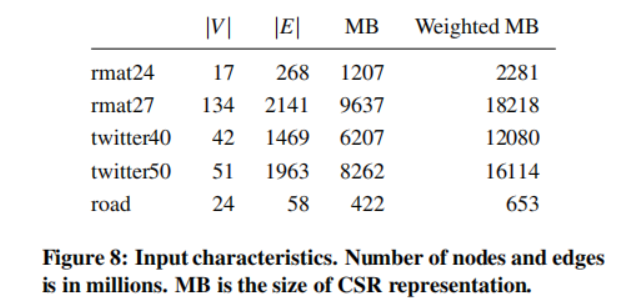 |V| |E| MB Weighted MB
rmat24 17 268 1207 2281
rmat27 134 2141 9637 18218
twitter40 42 1469 6207 12080
twitter50 51 1963 8262 16114
road 24 58 422 653
Figure 8: Input characteristics. Number of nodes and edges
is in millions. MB is the size of CSR representation.